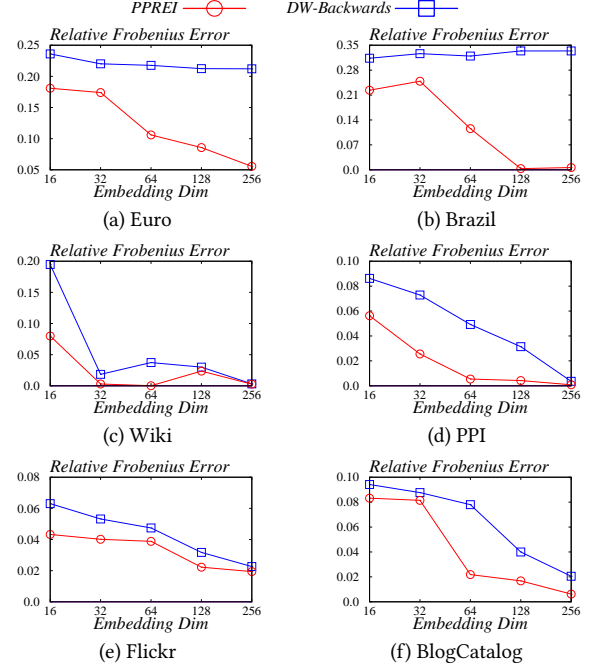 PPREI DW-Backwards
Relative Frobenius Error Relative Frobenius Error
0.25 0.35
0.20 0.28
0.15 0.21
0.14
0.10 0.07
0.05 0.0
16 32 64 128 256 16 32 64 128 256
Embedding Dim Embedding Dim
(a) Euro (b) Brazil
Relative Frobenius Error Relative Frobenius Error
0.20 0.10
0.15 0.08
0.06
0.10
0.04
0.05 0.02
0.0 0.00
16 32 64 128 256 16 32 64 128 256
Embedding Dim Embedding Dim
(c) Wiki (d) PPI
Relative Frobenius Error Relative Frobenius Error
0.08 0.10
0.06 0.08
0.06
0.04
0.04
0.02 0.02
0.0 0.00
16 32 64 128 256 16 32 64 128 256
Embedding Dim Embedding Dim
(e) Flickr (f) BlogCatalog